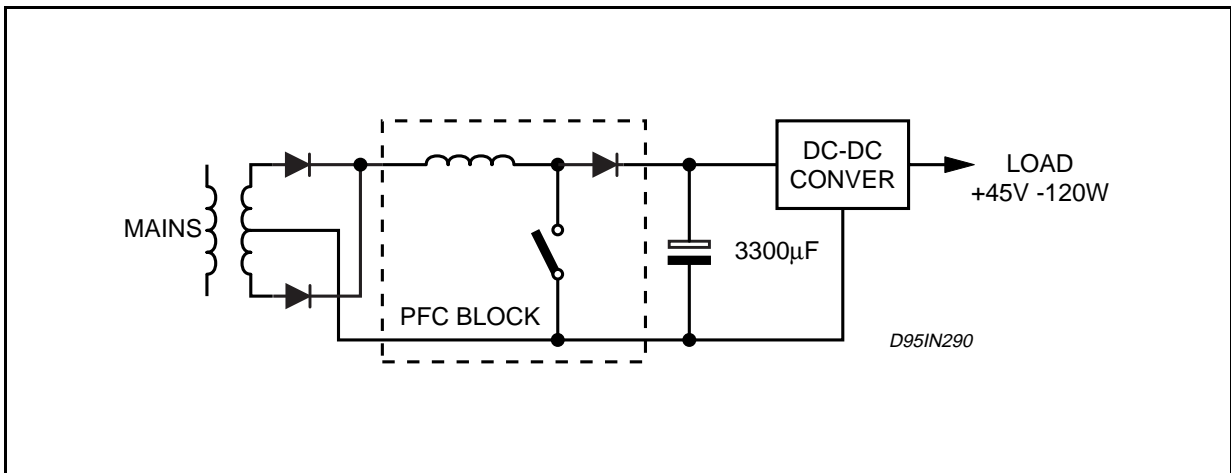 MAINS
PFC BLOCK
3300µF
DC-DC
CONVER
LOAD
+45V -120W
D95IN290